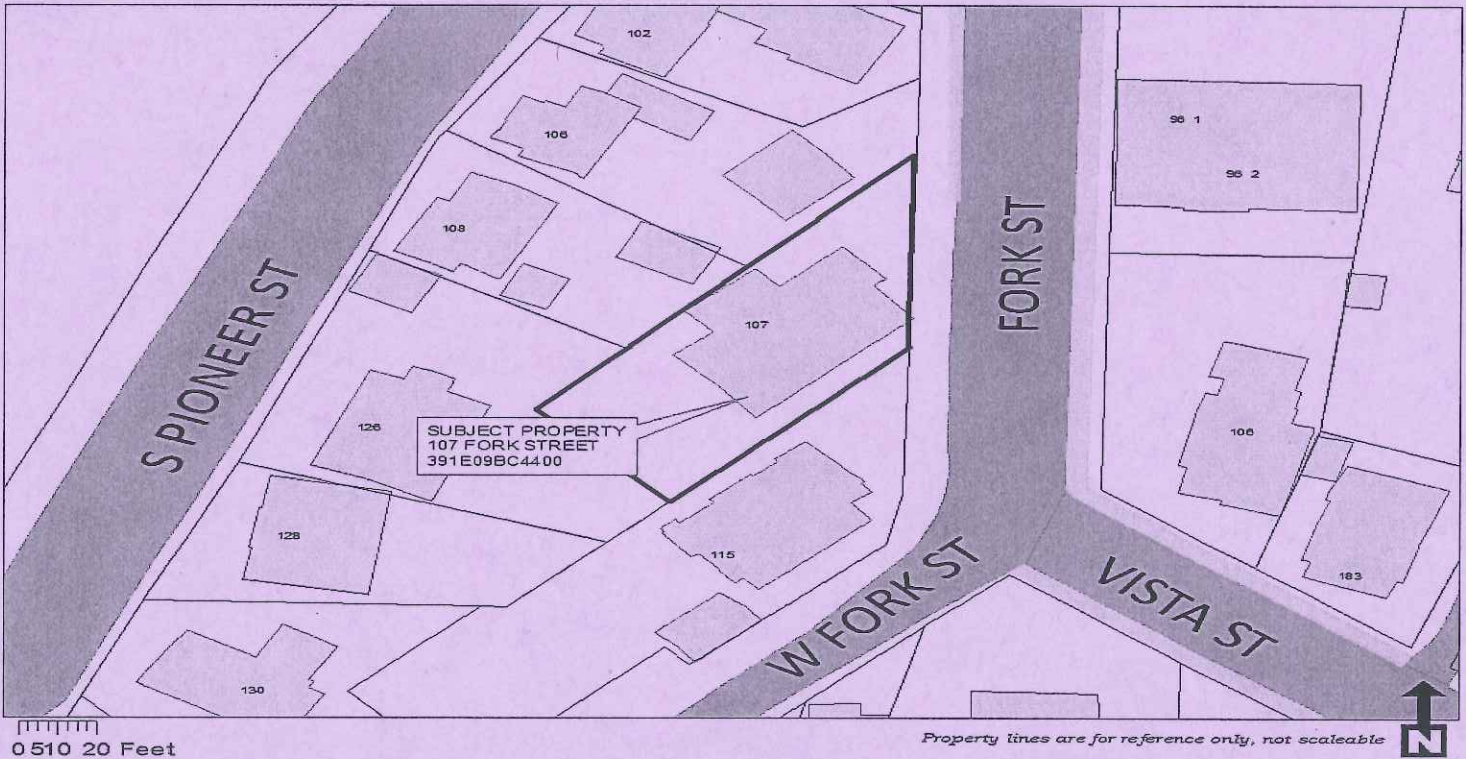 102
106
108
107
126
128
130
115
S PIONEER ST
SUBJECT PROPERTY
107 FORK STREET
391E09BC4400
FORK ST
W FORK ST
VISTA ST
96 1
96 2
106
183
0 5 10 20 Feet
Property lines are for reference only, not scaleable
N